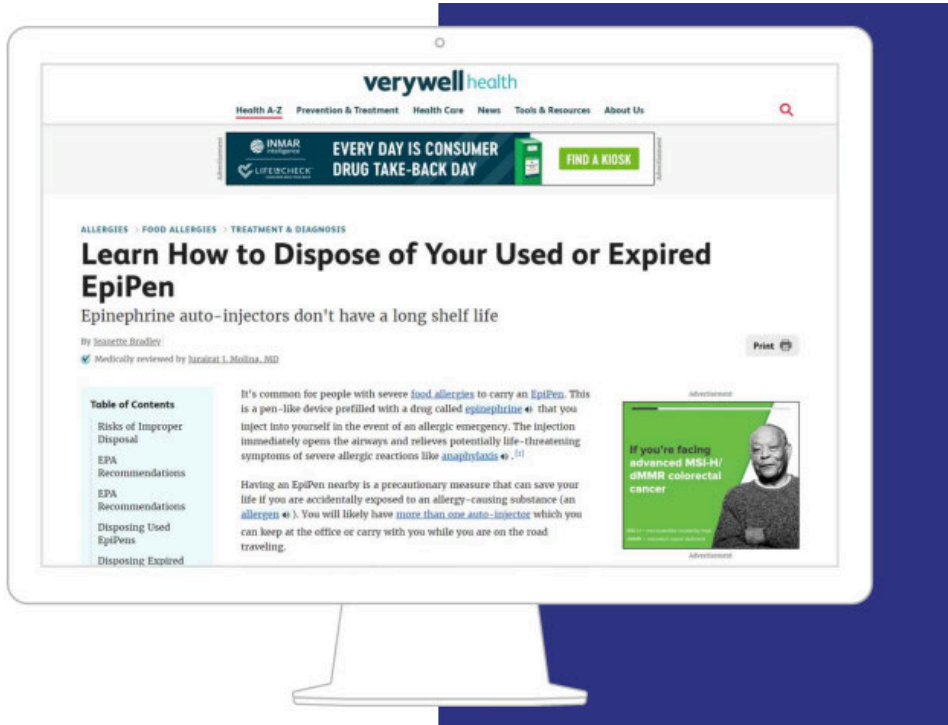 verywell health
Health A-Z Prevention & Treatment Health Care News Tools & Resources About Us
Advertisement
INMAR
intelligence
LIFEINCHECK
EVERY DAY IS CONSUMER
DRUG TAKE-BACK DAY
FIND A KIOSK
Advertisement
ALLERGIES > FOOD ALLERGIES > TREATMENT & DIAGNOSIS
Learn How to Dispose of Your Used or Expired
EpiPen
Epinephrine auto-injectors don't have a long shelf life
By Jeanette Bradley
Medically reviewed by Jurairat J. Molina, MD
Print
Table of Contents
Risks of Improper
Disposal
EPA
Recommendations
EPA
Recommendations
Disposing Used
EpiPens
Disposing Expired
It's common for people with severe food allergies to carry an EpiPen. This
is a pen-like device prefilled with a drug called epinephrine that you
inject into yourself in the event of an allergic emergency. The injection
immediately opens the airways and relieves potentially life-threatening
symptoms of severe allergic reactions like anaphylaxis .[1]
Having an EpiPen nearby is a precautionary measure that can save your
life if you are accidentally exposed to an allergy-causing substance (an
allergen ). You will likely have more than one auto-injector which you
can keep at the office or carry with you while you are on the road
traveling.
Advertisement
If you're facing
advanced MSI-H/
dMMR colorectal
cancer
Advertisement